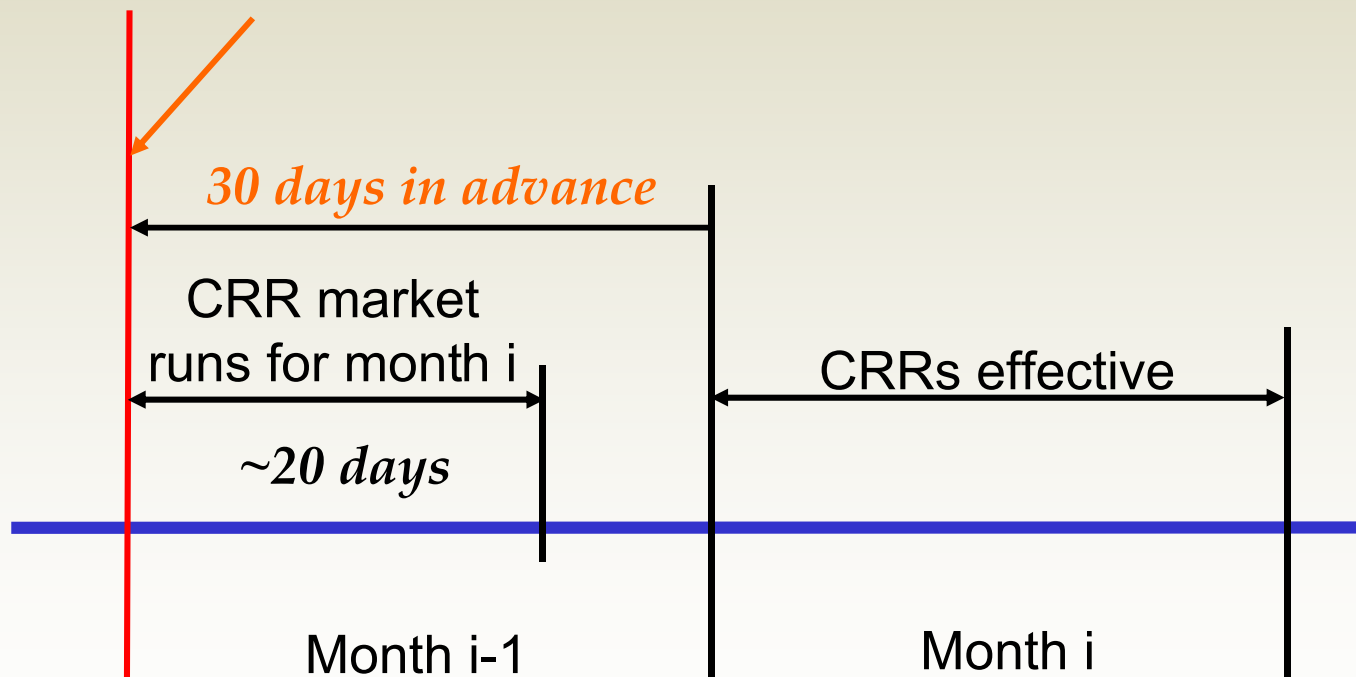 30 days in advance
CRR market
runs for month i
CRRs effective
~20 days
Month i-1
Month i